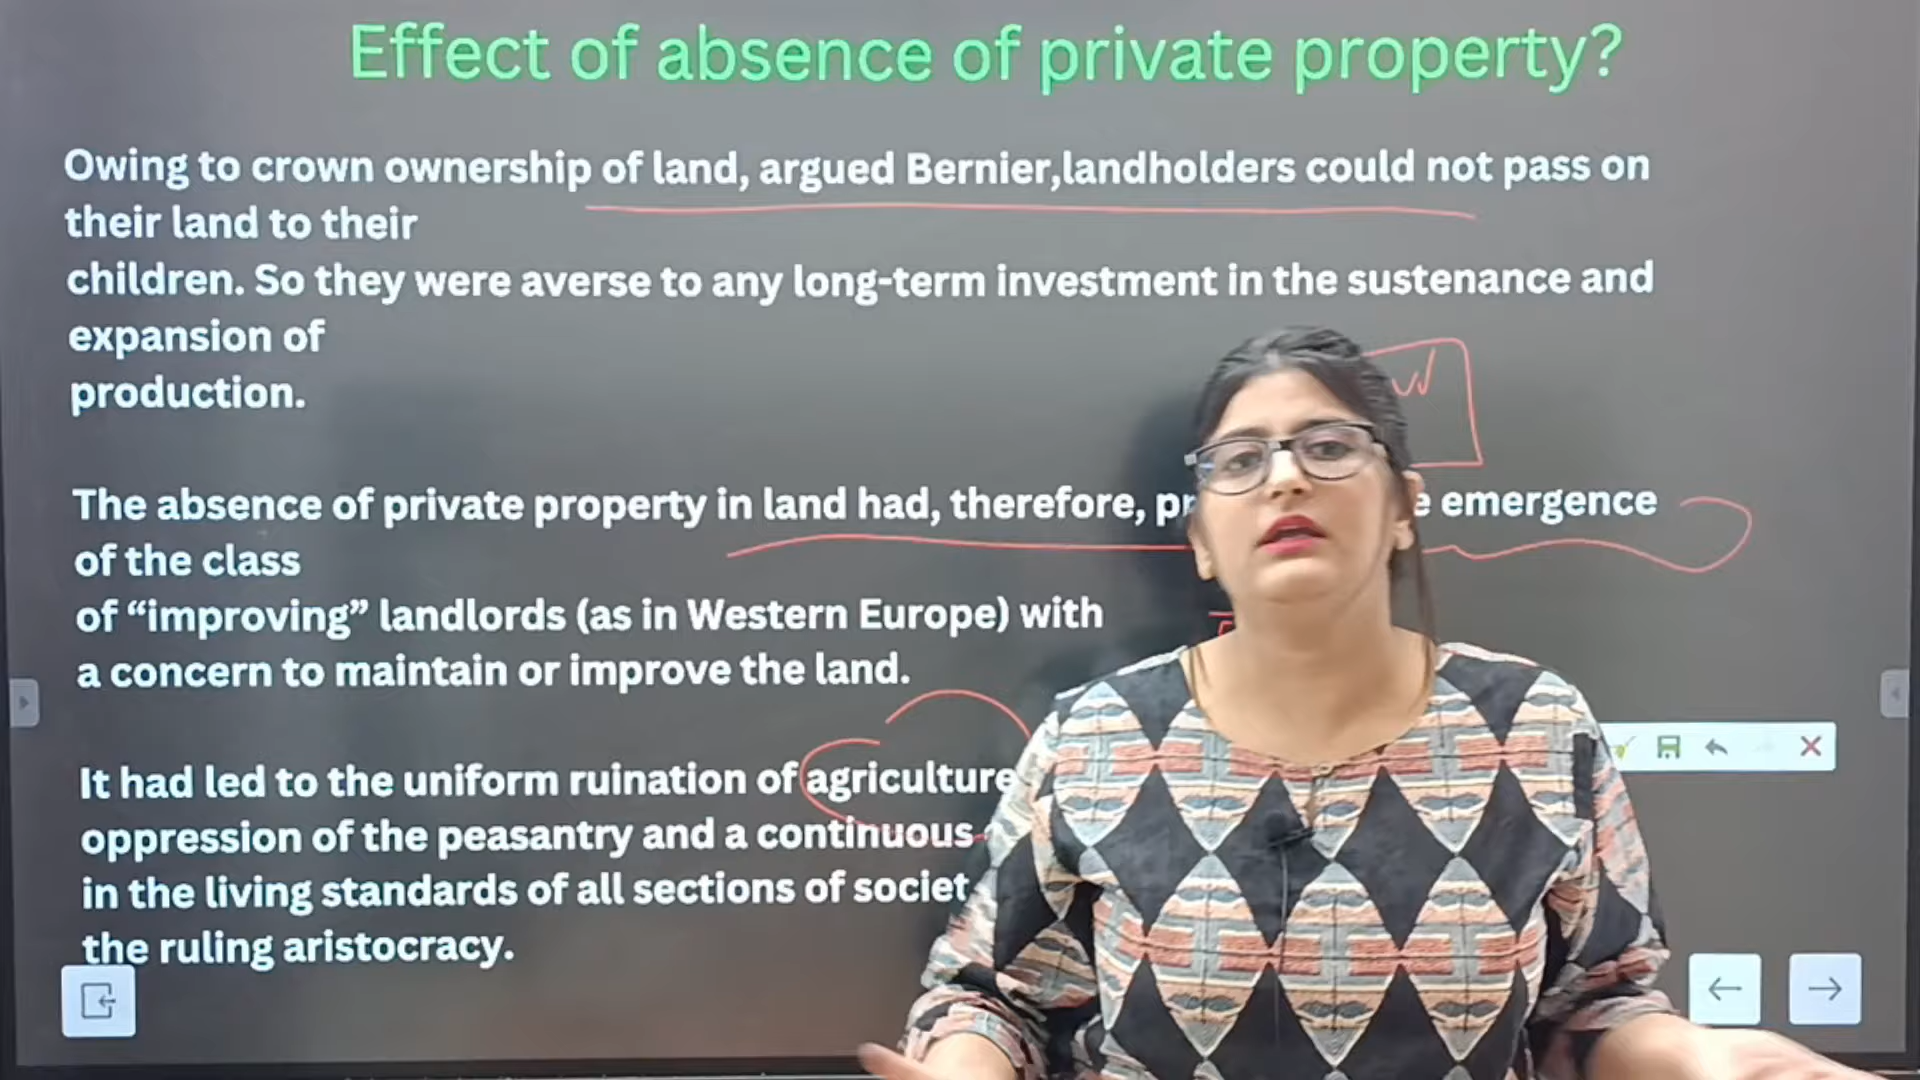 Effect of absence of private property?
Owing to crown ownership of land, argued Bernier,landholders could not pass on
their land to their
children. So they were averse to any long-term investment in the sustenance and
expansion of
production.
The absence of private property in land had, therefore, emergence
of the class
of “improving” landlords (as in Western Europe) with
a concern to maintain or improve the land.
It had led to the uniform ruination of agriculture
oppression of the peasantry and a continuous
in the living standards of all sections of
the ruling aristocracy.